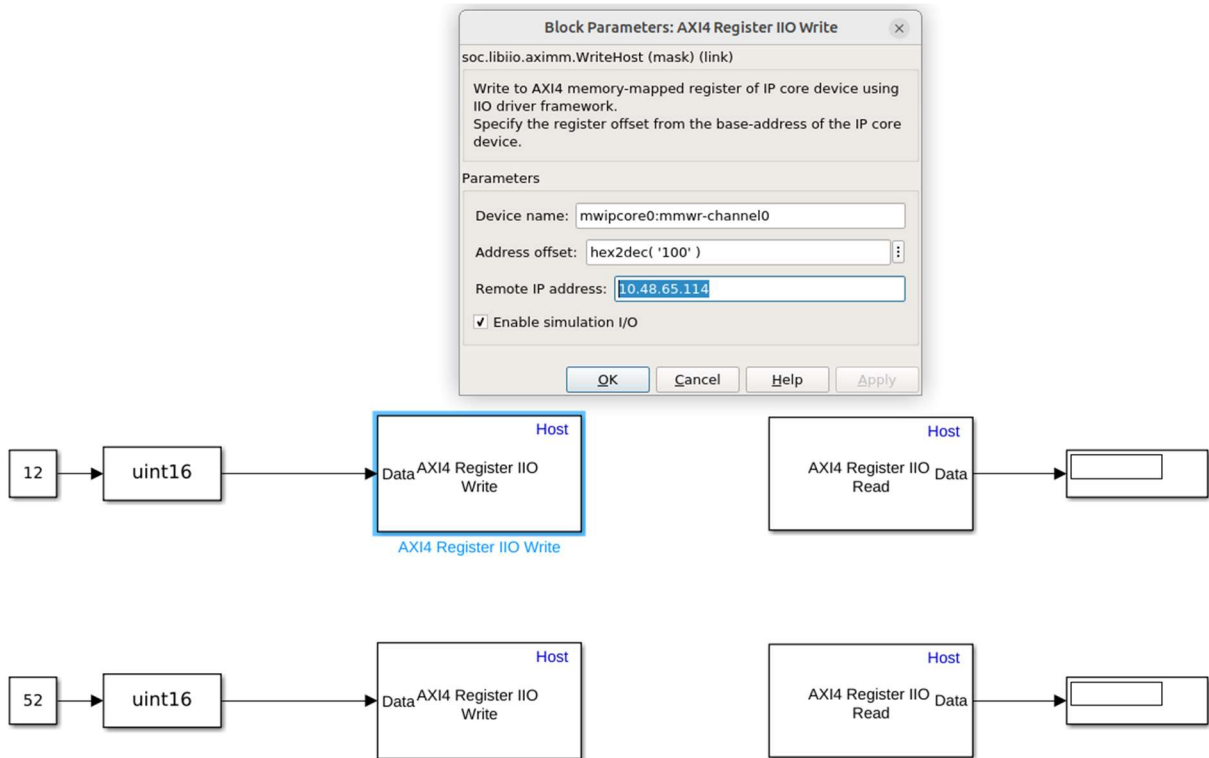 Block Parameters: AXI4 Register IIO Write
soc.libiio.aximm.WriteHost (mask) (link)
Write to AXI4 memory-mapped register of IP core device using
IIO driver framework.
Specify the register offset from the base-address of the IP core
device.
Parameters
Device name: mwipcore0:mmwr-channel0
Address offset: hex2dec( '100' )
Remote IP address: 10.48.65.114
Enable simulation I/O
OK Cancel Help Apply
12
uint16
Host
Data
AXI4 Register IIO
Write
AXI4 Register IIO Write
Host
AXI4 Register IIO
Read
Data
52
uint16
Host
Data
AXI4 Register IIO
Write
Host
AXI4 Register IIO
Read
Data